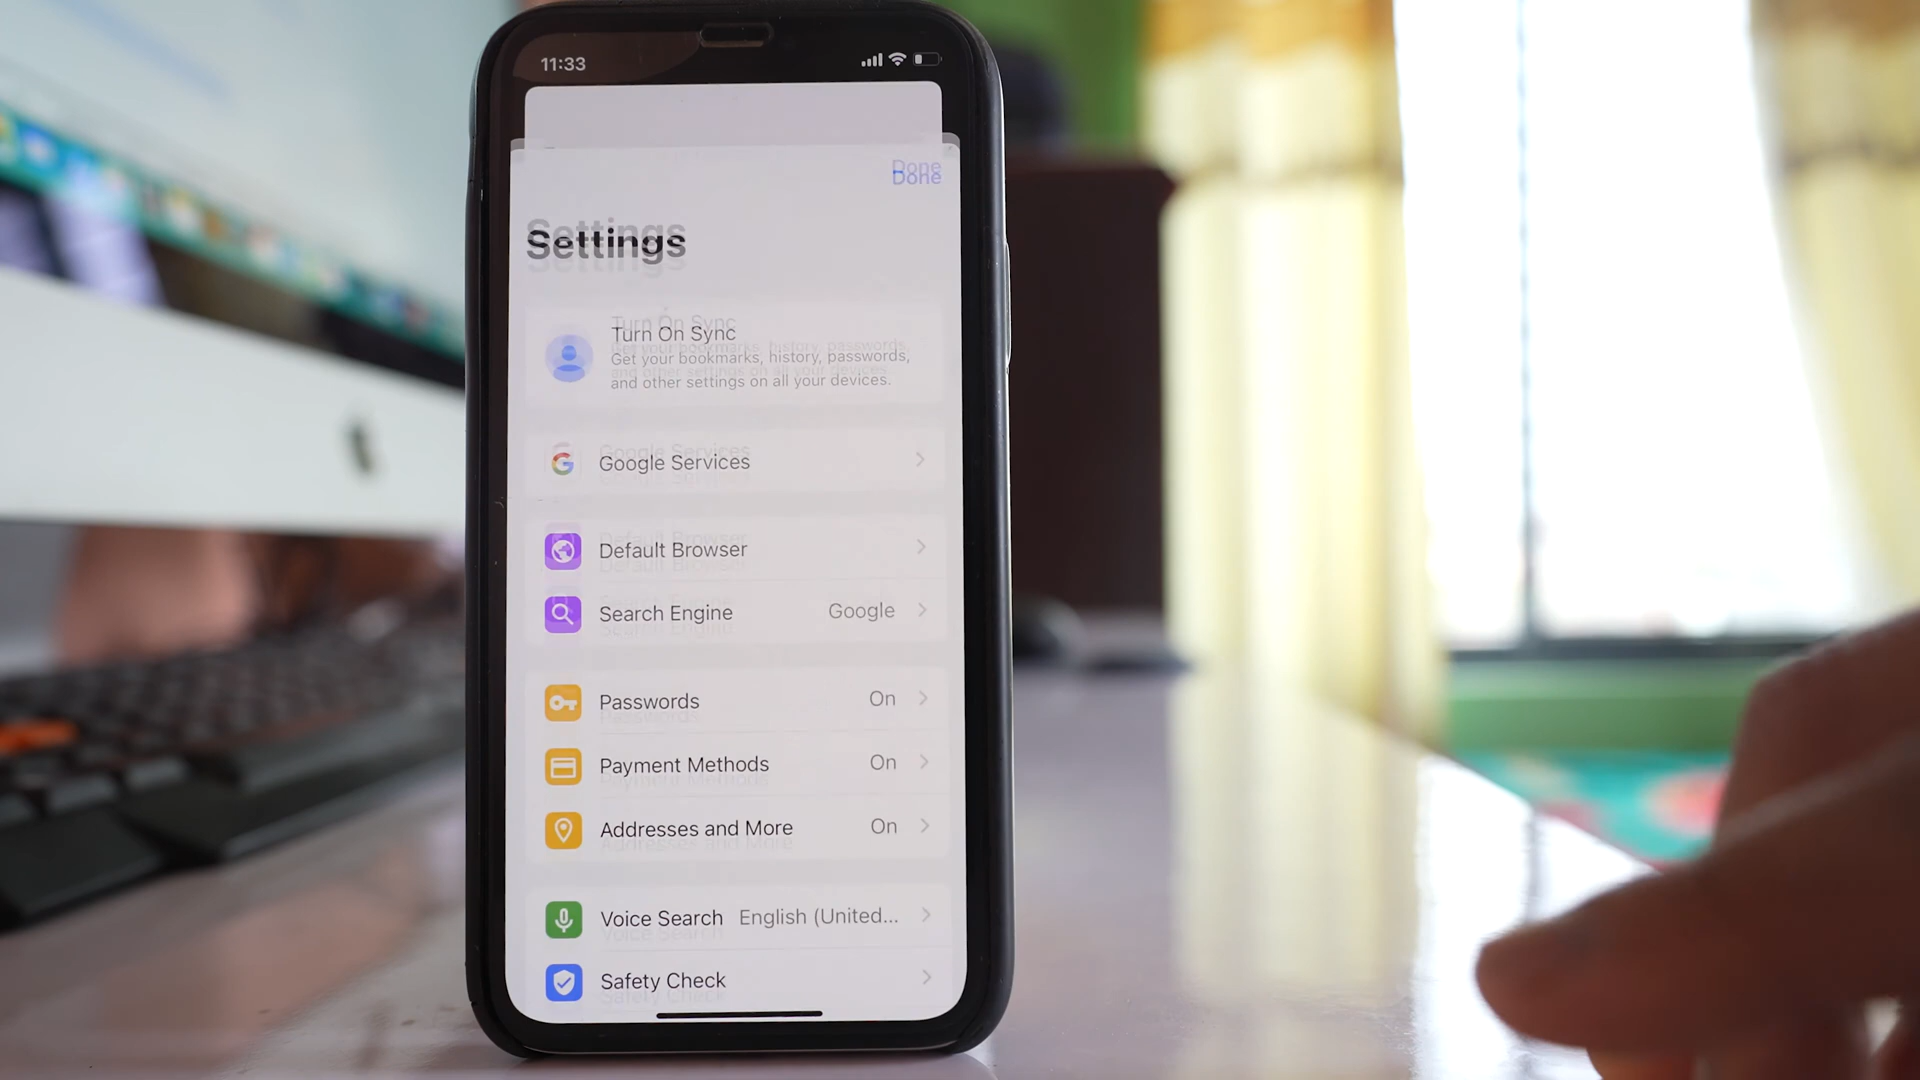 11:33
Done
Settings
Turn On Sync
Get your bookmarks, history, passwords,
and other settings on all your devices.
Google Services
Default Browser
Search Engine Google
Passwords On
Payment Methods On
Addresses and More On
Voice Search English (United...
Safety Check